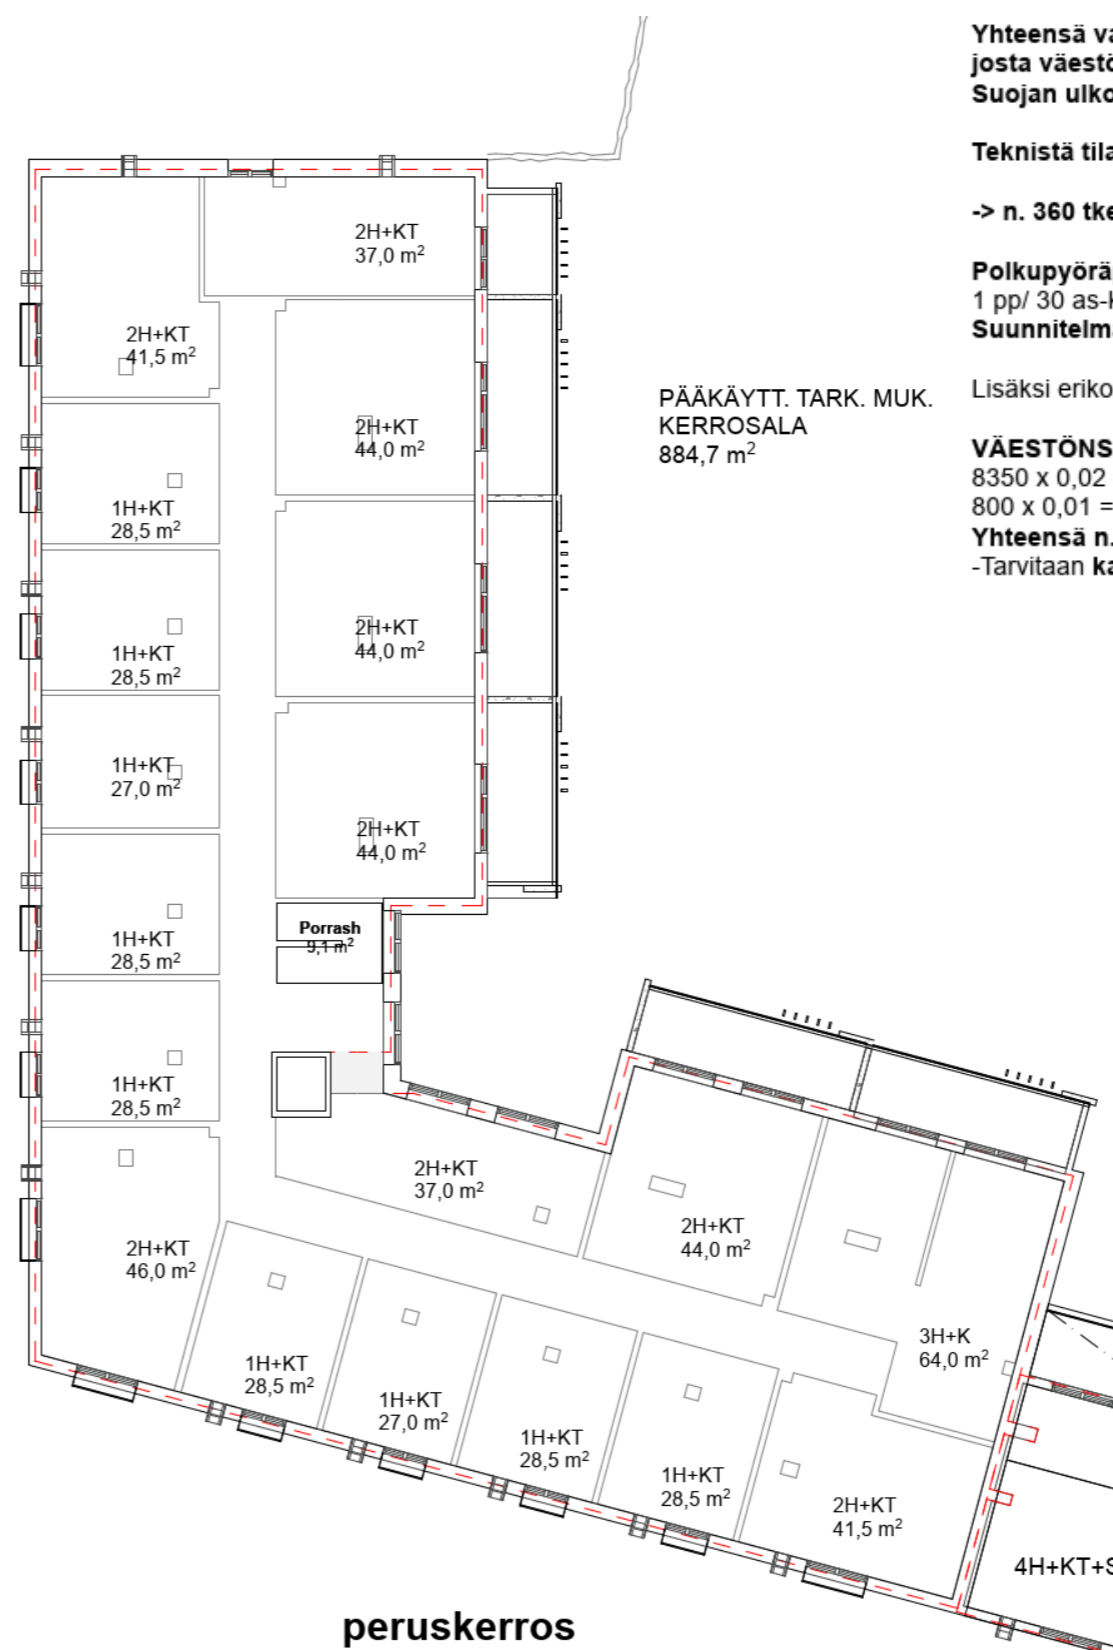 Yhteensä va
josta väestö
Suojan ulko
Teknistä tila
-> n. 360 tke
Polkupyöräp
1 pp/ 30 as-k
Suunnitelma
Lisäksi eriko
VÄESTÖNS
8350 x 0,02
800 x 0,01 =
Yhteensä n.
-Tarvitaan ka
PÄÄKÄYTT. TARK. MUK.
KERROSALA
884,7 m²
2H+KT
37,0 m²
2H+KT
41,5 m²
2H+KT
44,0 m²
1H+KT
28,5 m²
2H+KT
44,0 m²
1H+KT
28,5 m²
1H+KT
27,0 m²
2H+KT
44,0 m²
1H+KT
28,5 m²
Porrash
9,1 m²
1H+KT
28,5 m²
2H+KT
37,0 m²
2H+KT
44,0 m²
2H+KT
46,0 m²
3H+K
64,0 m²
1H+KT
28,5 m²
1H+KT
27,0 m²
1H+KT
28,5 m²
1H+KT
28,5 m²
2H+KT
41,5 m²
4H+KT+S
peruskerros